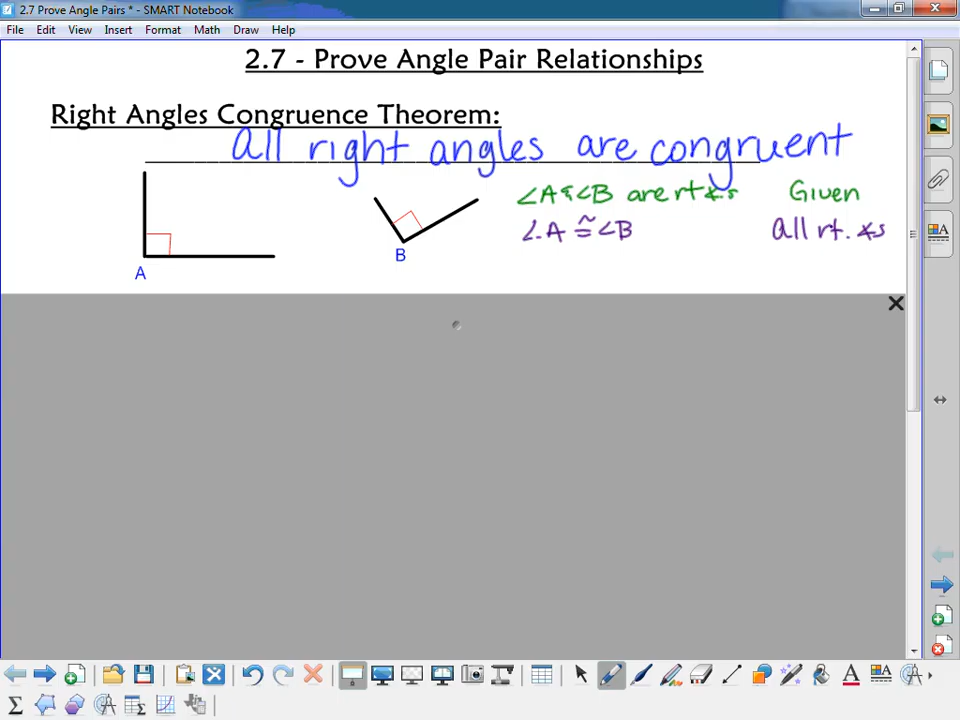 2.7 Prove Angle Pairs * - SMART Notebook
File Edit View Insert Format Math Draw Help
2.7 - Prove Angle Pair Relationships
Right Angles Congruence Theorem:
All right angles are congruent
∠A & ∠B are rt ∡s Given
∠A ≅ ∠B All rt. ∡s
A
B